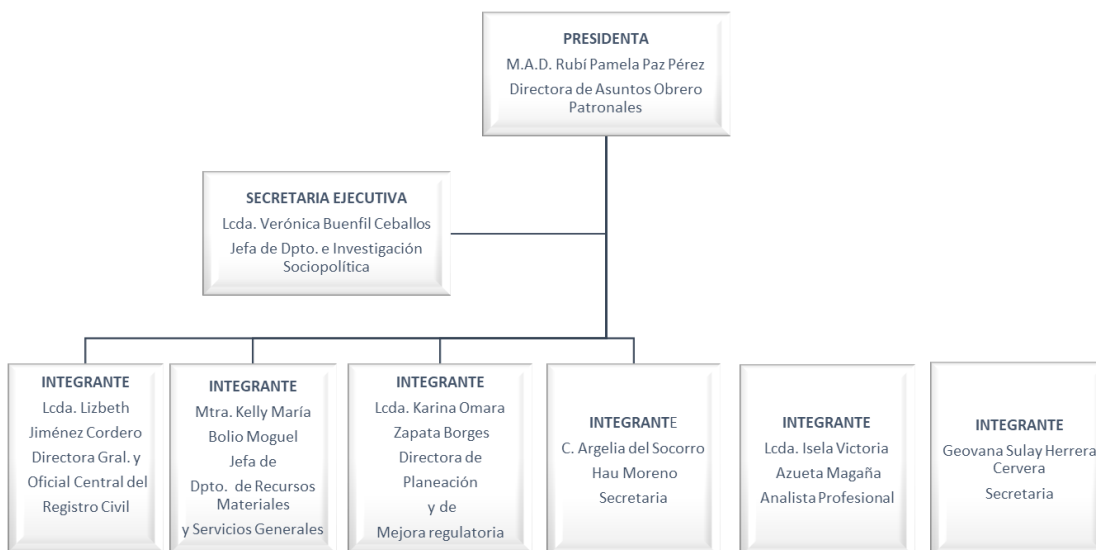 PRESIDENTA
M.A.D. Rubí Pamela Paz Pérez
Directora de Asuntos Obrero
Patronales
SECRETARIA EJECUTIVA
Lcda. Verónica Buenfil Ceballos
Jefa de Dpto. e Investigación
Sociopolítica
INTEGRANTE
Lcda. Lizbeth
Jiménez Cordero
Directora Gral. y
Oficial Central del
Registro Civil
INTEGRANTE
Mtra. Kelly María
Bolio Moguel
Jefa de
Dpto. de Recursos
Materiales
y Servicios Generales
INTEGRANTE
Lcda. Karina Omara
Zapata Borges
Directora de
Planeación
y de
Mejora regulatoria
INTEGRANTE
C. Argelia del Socorro
Hau Moreno
Secretaria
INTEGRANTE
Lcda. Isela Victoria
Azueta Magaña
Analista Profesional
INTEGRANTE
Geovana Sulay Herrera
Cervera
Secretaria